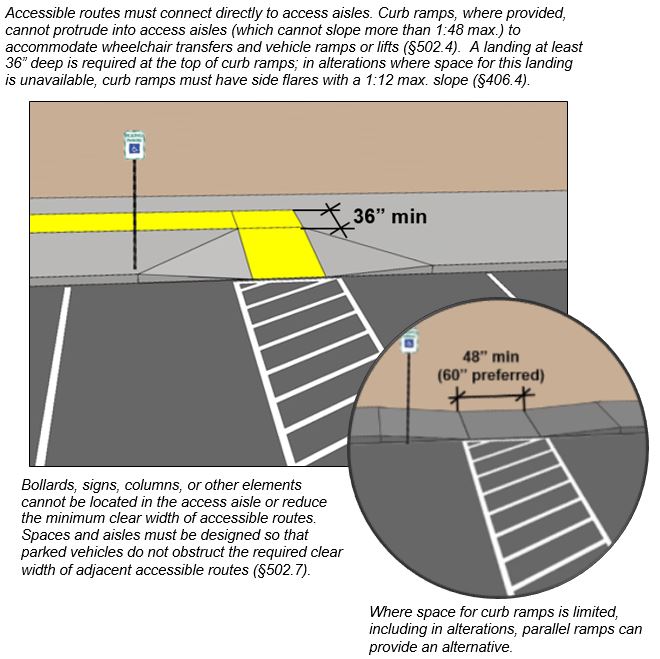 Accessible routes must connect directly to access aisles. Curb ramps, where provided,
cannot protrude into access aisles (which cannot slope more than 1:48 max.) to
accommodate wheelchair transfers and vehicle ramps or lifts (§502.4).  A landing at least
36” deep is required at the top of curb ramps; in alterations where space for this landing
is unavailable, curb ramps must have side flares with a 1:12 max. slope (§406.4).
36” min
48” min
(60” preferred)
Bollards, signs, columns, or other elements
cannot be located in the access aisle or reduce
the minimum clear width of accessible routes.
Spaces and aisles must be designed so that
parked vehicles do not obstruct the required clear
width of adjacent accessible routes (§502.7).
Where space for curb ramps is limited,
including in alterations, parallel ramps can
provide an alternative.